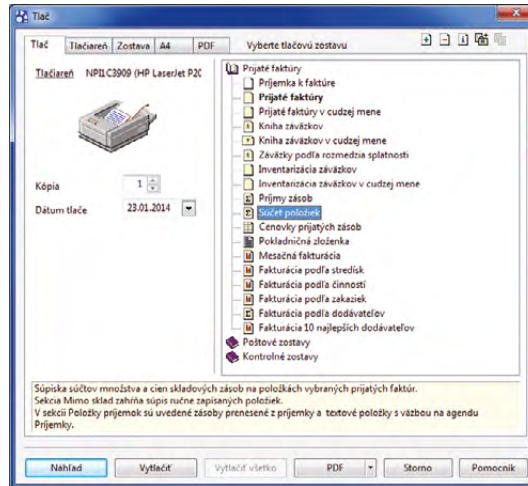 Tlač
Tlač Tlačiareň Zostava A4 PDF Vyberte tlačovú zostavu
Tlačiareň NPI1C3909 (HP LaserJet P20
Kópia 1
Dátum tlače 23.01.2014
Prijaté faktúry
Príjemka k faktúre
Prijaté faktúry
Prijaté faktúry v cudzej mene
Kniha záväzkov
Kniha záväzkov v cudzej mene
Záväzky podľa rozmedzia splatnosti
Inventarizácia záväzkov
Inventarizácia záväzkov v cudzej mene
Príjmy zásob
Súčet položiek
Cenovky prijatých zásob
Pokladničná zloženka
Mesačná fakturácia
Fakturácia podľa stredísk
Fakturácia podľa činností
Fakturácia podľa zakaziek
Fakturácia podľa dodávateľov
Fakturácia 10 najlepších dodávateľov
Poštové zostavy
Kontrolné zostavy
Súpiska súčtov množstva a cien skladových zásob na položkách vybraných prijatých faktúr.
Sekcia Mimo sklad zahŕňa súpis ručne zapísaných položiek.
V sekcii Položky príjemok sú uvedené zásoby prenesené z príjemky a textové položky s väzbou na agendu
Príjemky.
Náhľad Vytlačiť Vytlačiť všetko PDF Storno Pomocník